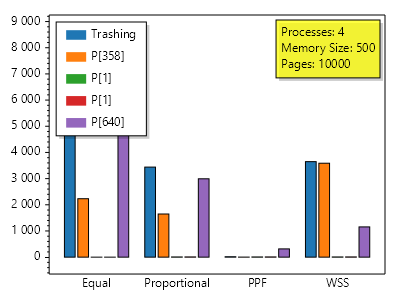 9 000
8 000
7 000
6 000
5 000
4 000
3 000
2 000
1 000
0
Trashing
P[358]
P[1]
P[1]
P[640]
Processes: 4
Memory Size: 500
Pages: 10000
Equal Proportional PPF WSS